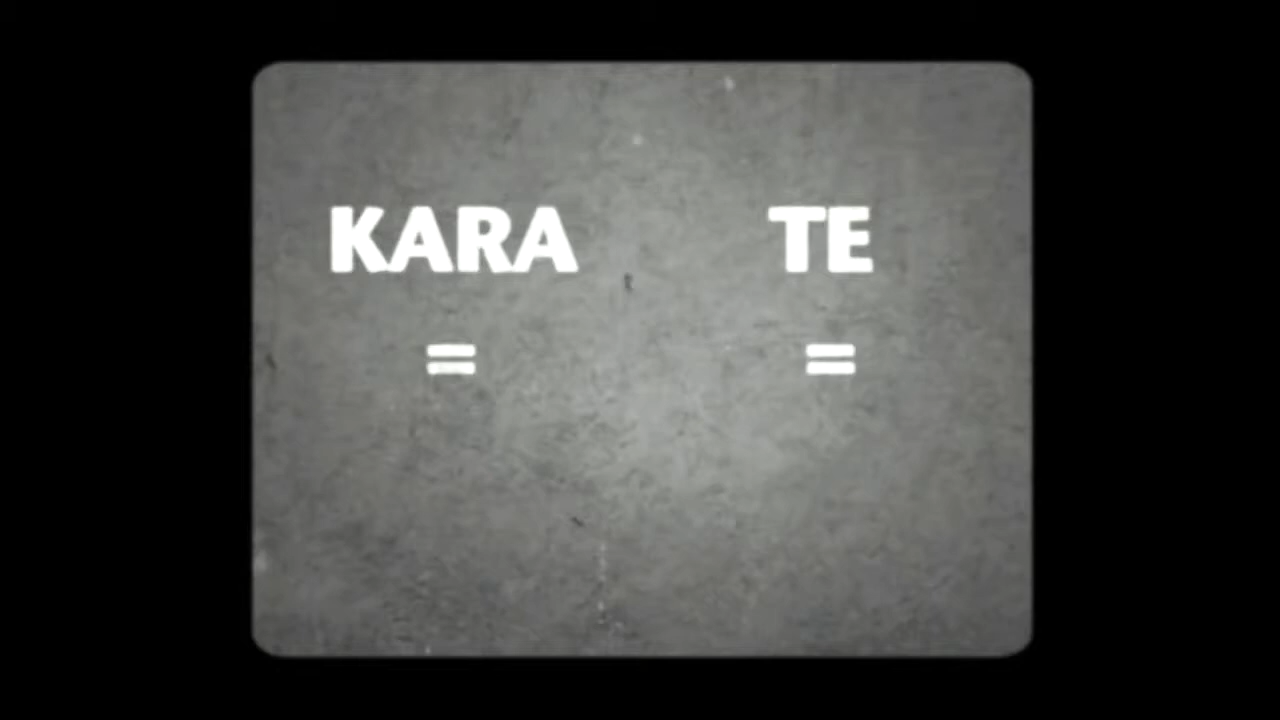 KARA TE
= =